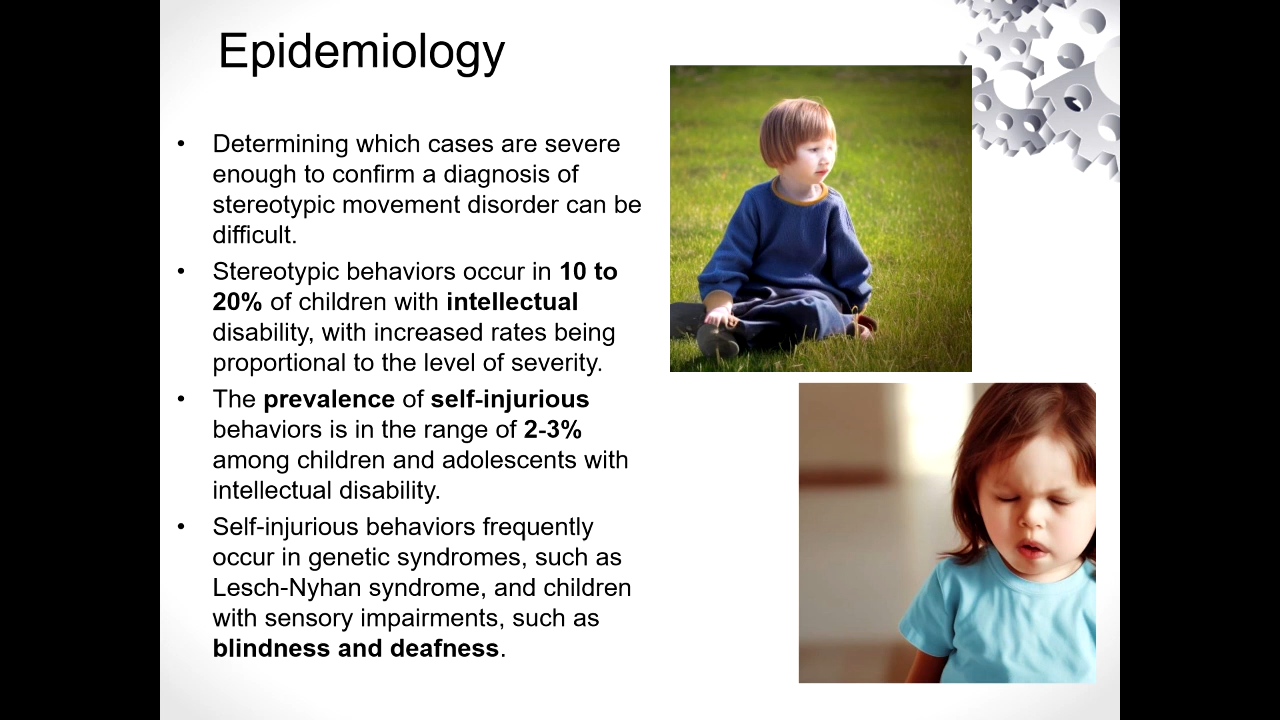 Epidemiology
• Determining which cases are severe
enough to confirm a diagnosis of
stereotypic movement disorder can be
difficult.
• Stereotypic behaviors occur in 10 to
20% of children with intellectual
disability, with increased rates being
proportional to the level of severity.
• The prevalence of self-injurious
behaviors is in the range of 2-3%
among children and adolescents with
intellectual disability.
• Self-injurious behaviors frequently
occur in genetic syndromes, such as
Lesch-Nyhan syndrome, and children
with sensory impairments, such as
blindness and deafness.